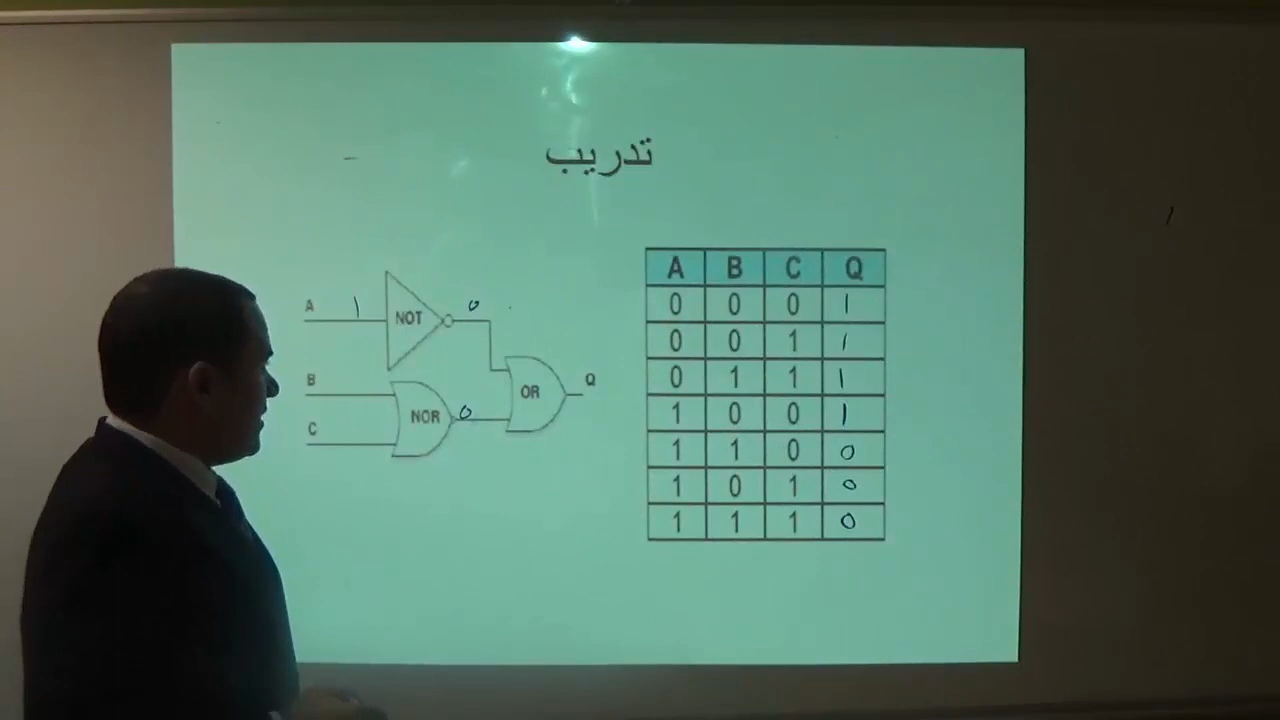 تدريب
A 1 NOT 0
B
C NOR 0
OR Q
A B C Q
0 0 0 1
0 0 1 1
0 1 1 1
1 0 0 1
1 1 0 0
1 0 1 0
1 1 1 0